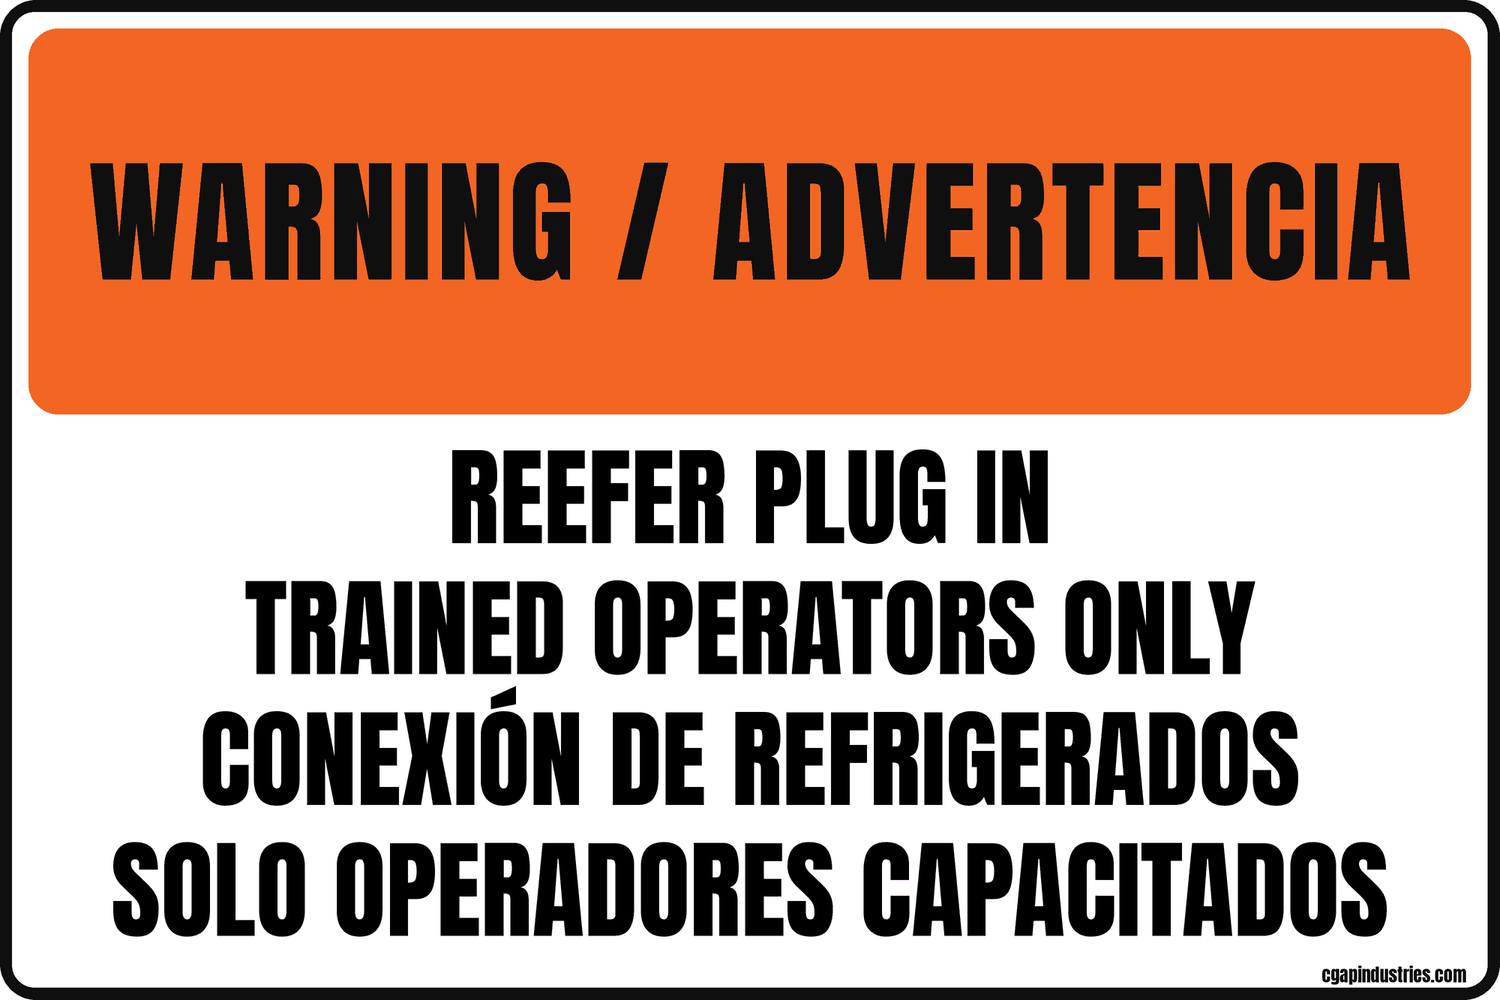 WARNING / ADVERTENCIA
REEFER PLUG IN
TRAINED OPERATORS ONLY
CONEXIÓN DE REFRIGERADOS
SOLO OPERADORES CAPACITADOS
cgapindustries.com